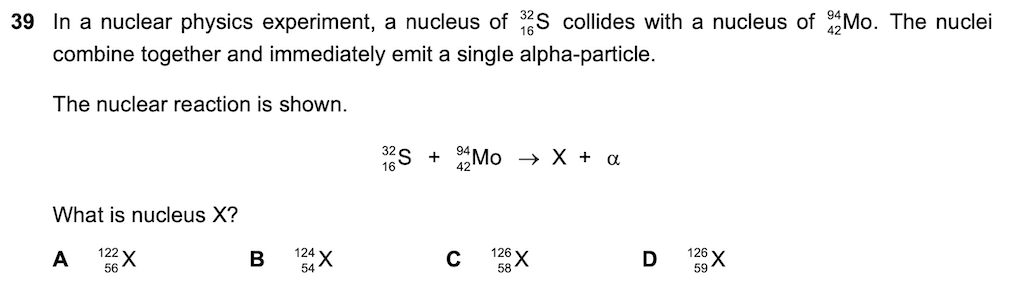 39 In a nuclear physics experiment, a nucleus of ³²₁₆S collides with a nucleus of ⁹⁴₄₂Mo. The nuclei
combine together and immediately emit a single alpha-particle.
The nuclear reaction is shown.
³²₁₆S + ⁹⁴₄₂Mo → X + α
What is nucleus X?
A ¹²²₅₆X B ¹²⁴₅₄X C ¹²⁶₅₈X D ¹²⁶₅₉X